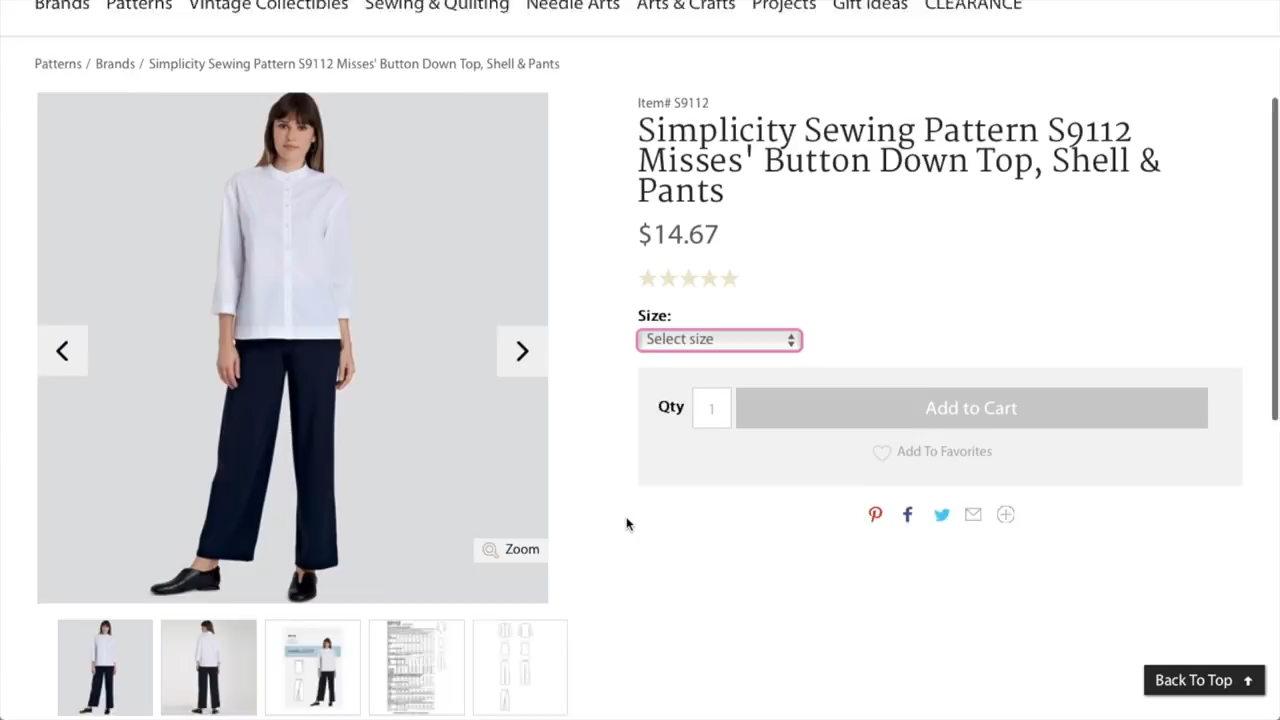 Brands Patterns Vintage Collectibles Sewing & Quilting Needle Arts Arts & Crafts Projects Gift Ideas CLEARANCE
Patterns / Brands / Simplicity Sewing Pattern S9112 Misses' Button Down Top, Shell & Pants
Item# S9112
Simplicity Sewing Pattern S9112
Misses' Button Down Top, Shell &
Pants
$14.67
Size:
Select size
Qty 1 Add to Cart
Add To Favorites
Zoom
Back To Top